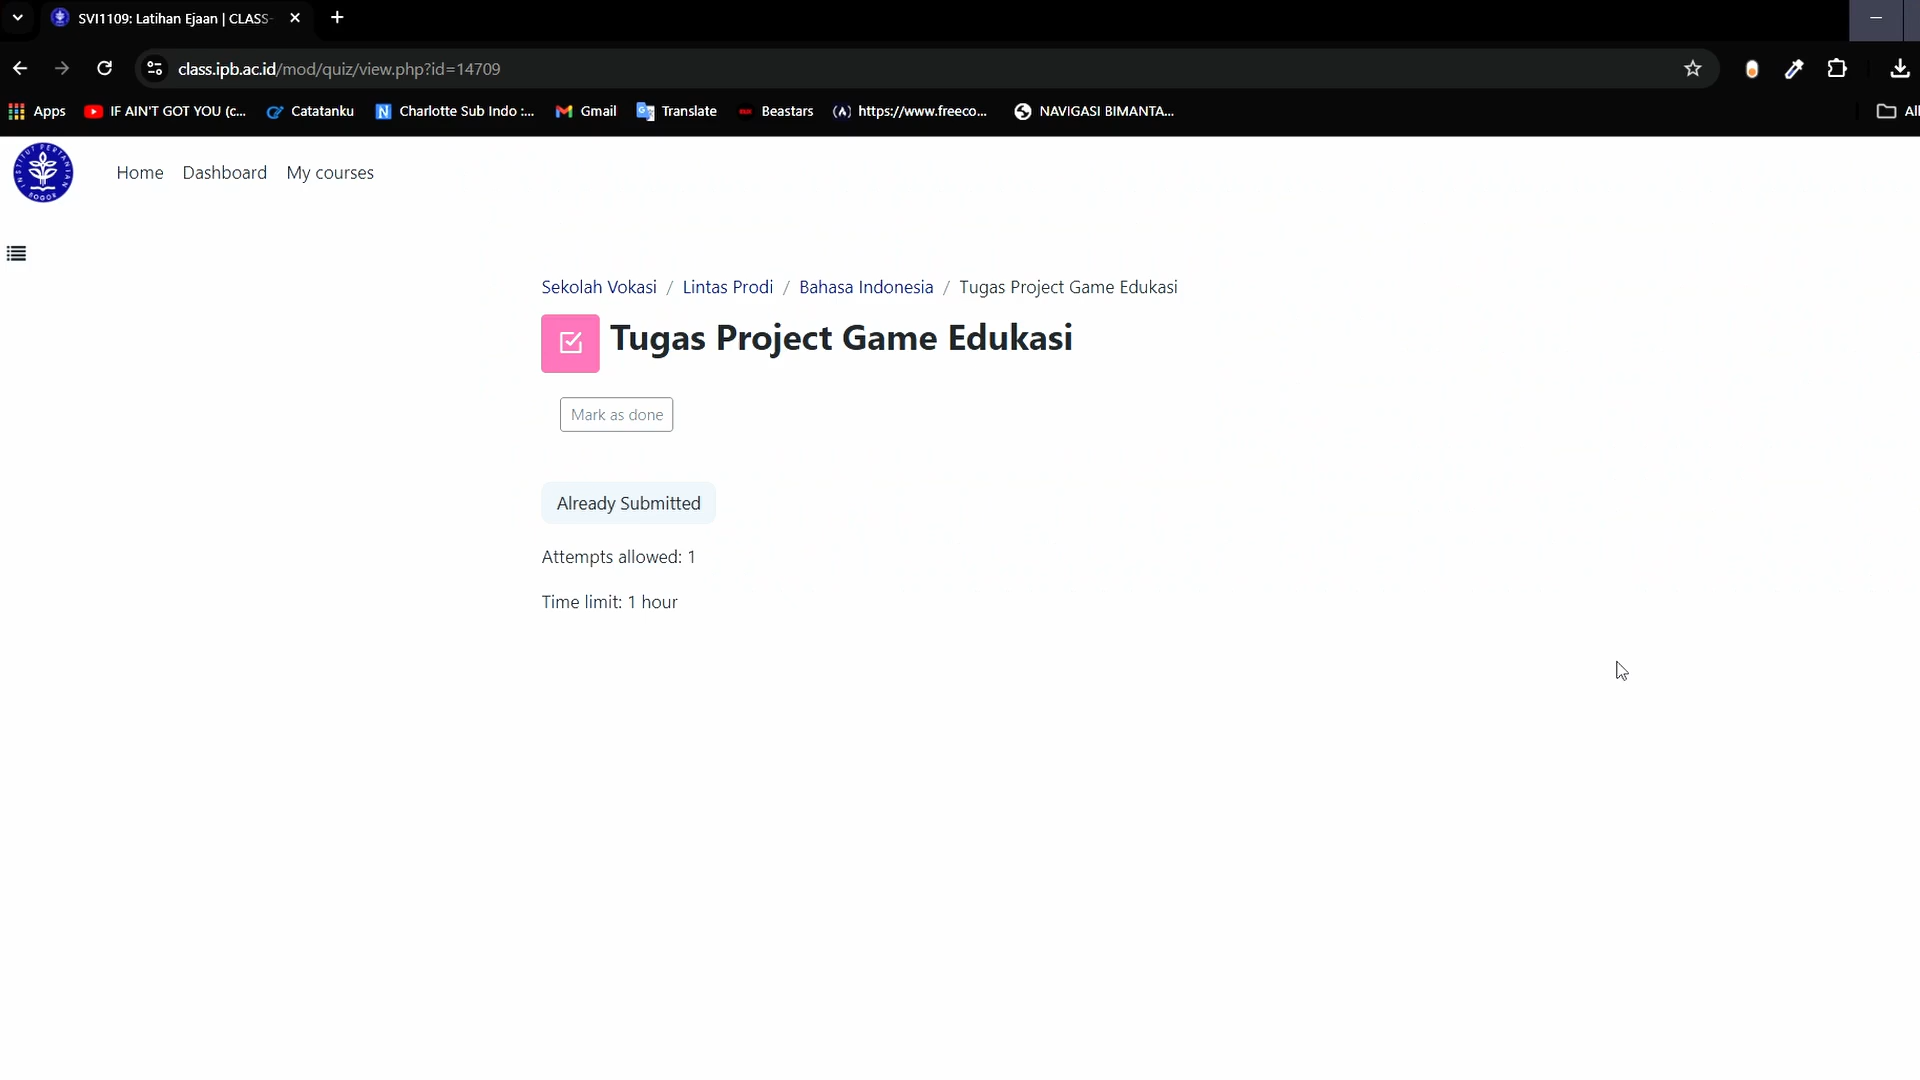 SVI1109: Latihan Ejaan | CLASS-
class.ipb.ac.id/mod/quiz/view.php?id=14709
Apps IF AIN'T GOT YOU (c... Catatanku Charlotte Sub Indo :... Gmail Translate Beastars https://www.freeco... NAVIGASI BIMANTA... All
INSTITUT PERTANIAN BOGOR
Home Dashboard My courses
Sekolah Vokasi / Lintas Prodi / Bahasa Indonesia / Tugas Project Game Edukasi
Tugas Project Game Edukasi
Mark as done
Already Submitted
Attempts allowed: 1
Time limit: 1 hour